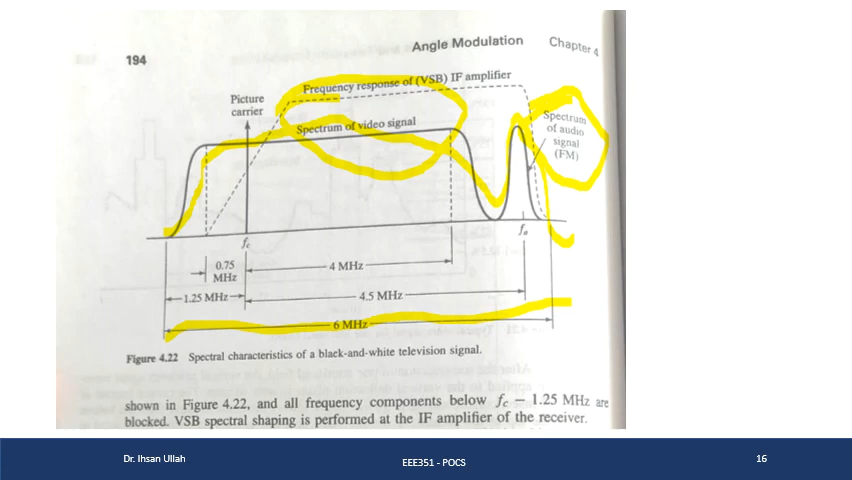 194
Angle Modulation
Chapter 4
Frequency response of (VSB) IF amplifier
Picture
carrier
Spectrum of video signal
Spectrum
of audio
signal
(FM)
fc
fa
0.75
MHz
4 MHz
1.25 MHz
4.5 MHz
6 MHz
Figure 4.22 Spectral characteristics of a black-and-white television signal.
shown in Figure 4.22, and all frequency components below fc − 1.25 MHz are
blocked. VSB spectral shaping is performed at the IF amplifier of the receiver.
Dr. Ihsan Ullah
EEE351 - POCS
16